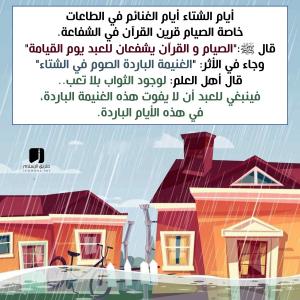 أيام الشتاء أيام الغنائم في الطاعات
خاصة الصيام قرين القرآن في الشفاعة.
قال ﷺ:"الصيام و القرآن يشفعان للعبد يوم القيامة"
وجاء في الأثر: "الغنيمة الباردة الصوم في الشتاء"
قال أهل العلم: لوجود الثواب بلا تعب..
فينبغي للعبد أن لا يفوت هذه الغنيمة الباردة,
في هذه الأيام الباردة.
طريق الإسلام